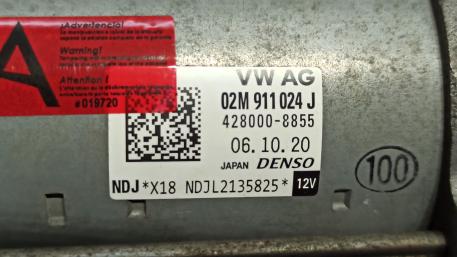 ¡Advertencia!
Warning!
Attention !
#019720
A
VW AG
02M 911 024 J
428000-8855
06.10.20
JAPAN DENSO
NDJ *X18 NDJL2135825* 12V
100